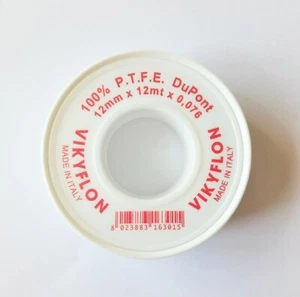 100% P.T.F.E. DuPont
12mm x 12mt x 0,076
VIKYFLON
MADE IN ITALY
VIKYFLON
MADE IN ITALY
8 023883 163015